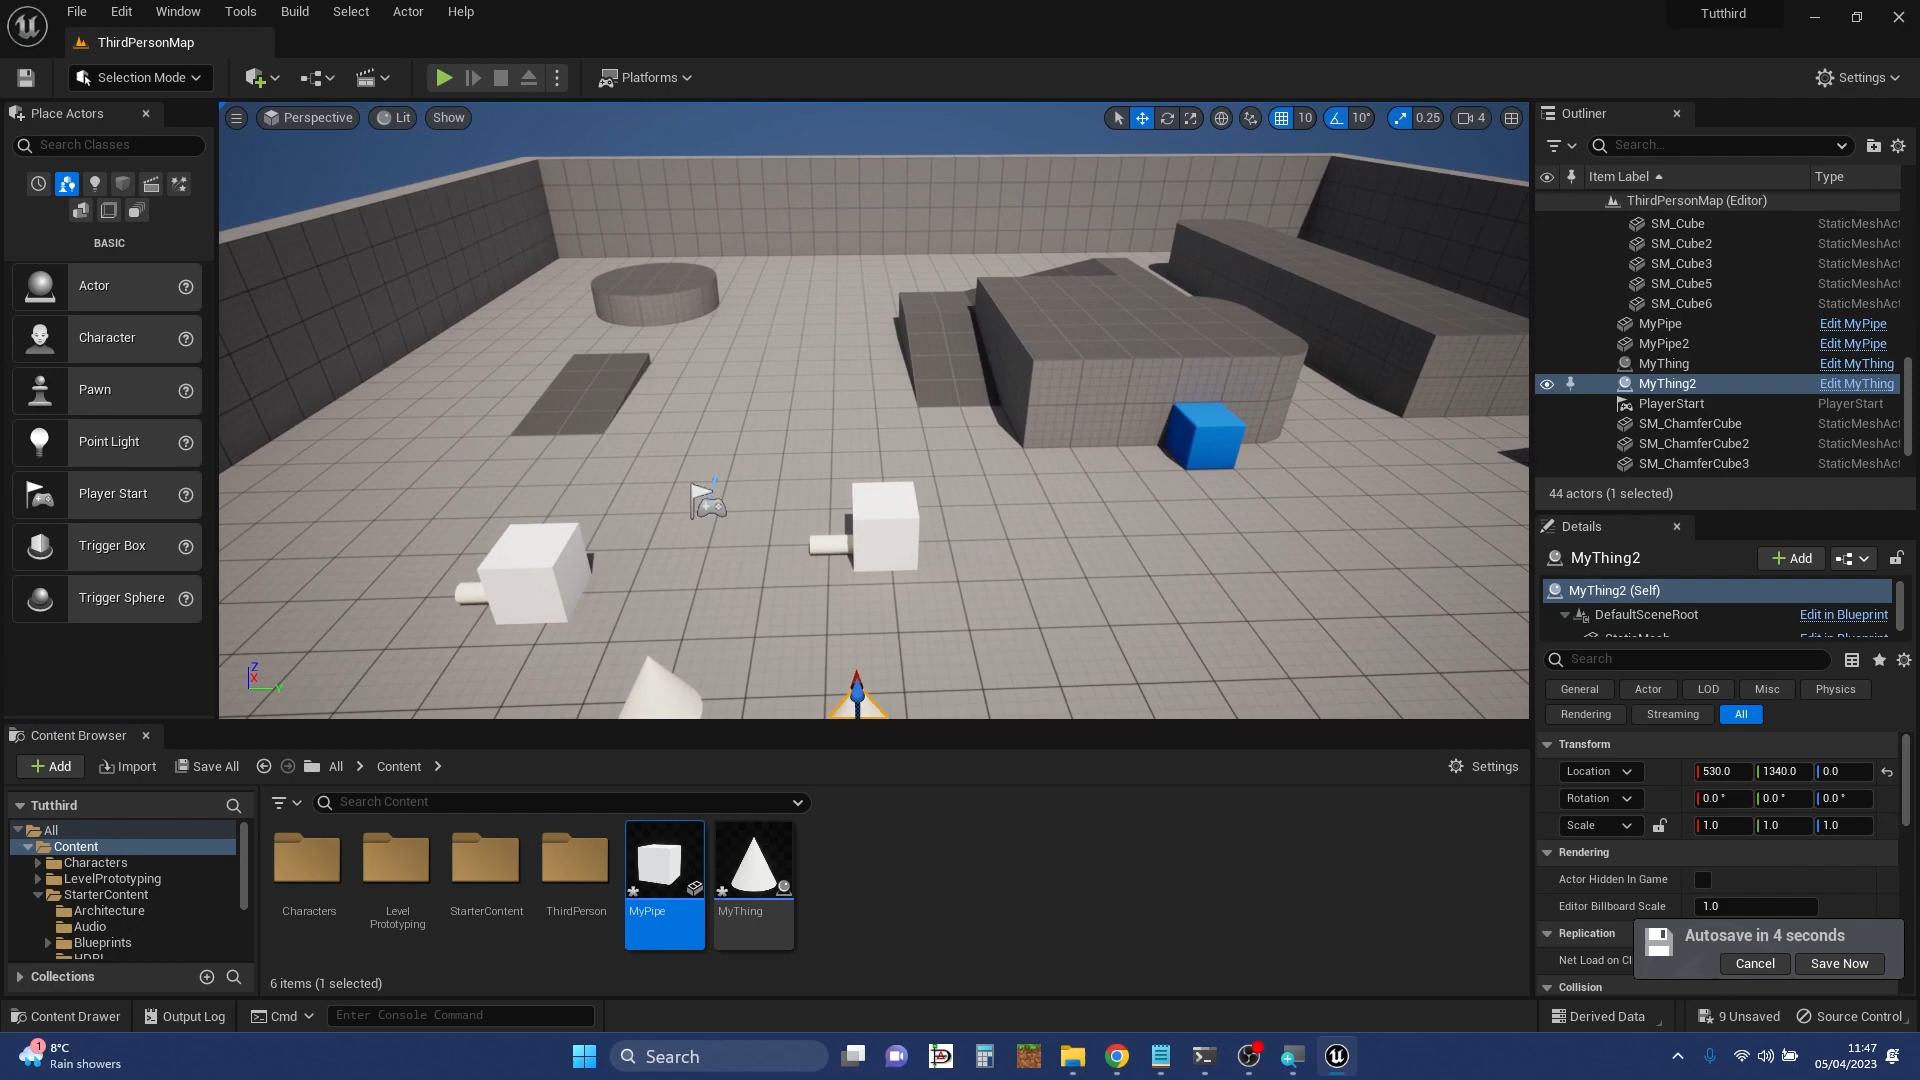 File Edit Window Tools Build Select Actor Help
Tutthird
ThirdPersonMap
Selection Mode
Platforms
Settings
Place Actors
Search Classes
BASIC
Actor
Character
Pawn
Point Light
Player Start
Trigger Box
Trigger Sphere
Perspective Lit Show
10 10° 0.25 4
Z
X
Y
Outliner
Search...
Item Label Type
ThirdPersonMap (Editor)
SM_Cube StaticMeshAct
SM_Cube2 StaticMeshAct
SM_Cube3 StaticMeshAct
SM_Cube5 StaticMeshAct
SM_Cube6 StaticMeshAct
MyPipe Edit MyPipe
MyPipe2 Edit MyPipe
MyThing Edit MyThing
MyThing2 Edit MyThing
PlayerStart PlayerStart
SM_ChamferCube StaticMeshAct
SM_ChamferCube2 StaticMeshAct
SM_ChamferCube3 StaticMeshAct
44 actors (1 selected)
Details
MyThing2 Add
MyThing2 (Self)
DefaultSceneRoot Edit in Blueprint
StaticMesh Edit in Blueprint
Search
General Actor LOD Misc Physics
Rendering Streaming All
Transform
Location 530.0 1340.0 0.0
Rotation 0.0 ° 0.0 ° 0.0 °
Scale 1.0 1.0 1.0
Rendering
Actor Hidden In Game
Editor Billboard Scale 1.0
Replication
Net Load on Cl
Collision
Autosave in 4 seconds
Cancel Save Now
Content Browser
Add Import Save All All Content Settings
Tutthird
All
Content
Characters
LevelPrototyping
StarterContent
Architecture
Audio
Blueprints
HDRI
Collections
Search Content
Characters
Level
Prototyping
StarterContent
ThirdPerson
MyPipe
MyThing
6 items (1 selected)
Content Drawer Output Log Cmd Enter Console Command Derived Data 9 Unsaved Source Control
1
8°C
Rain showers
Search
11:47
05/04/2023